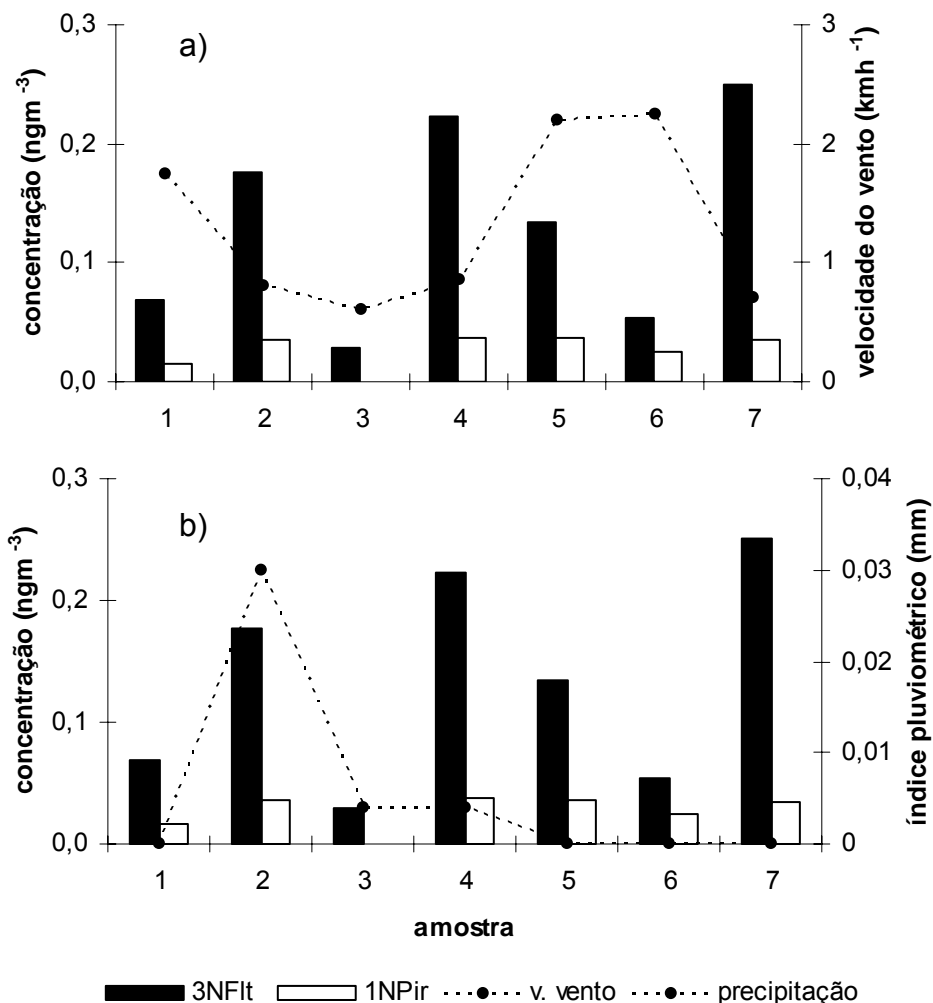 a)
concentração (ngm -3)
0,3
0,2
0,1
0,0
velocidade do vento (kmh -1)
3
2
1
0
1 2 3 4 5 6 7
b)
concentração (ngm -3)
0,3
0,2
0,1
0,0
índice pluviométrico (mm)
0,04
0,03
0,02
0,01
0
1 2 3 4 5 6 7
amostra
3NFlt 1NPir v. vento precipitação